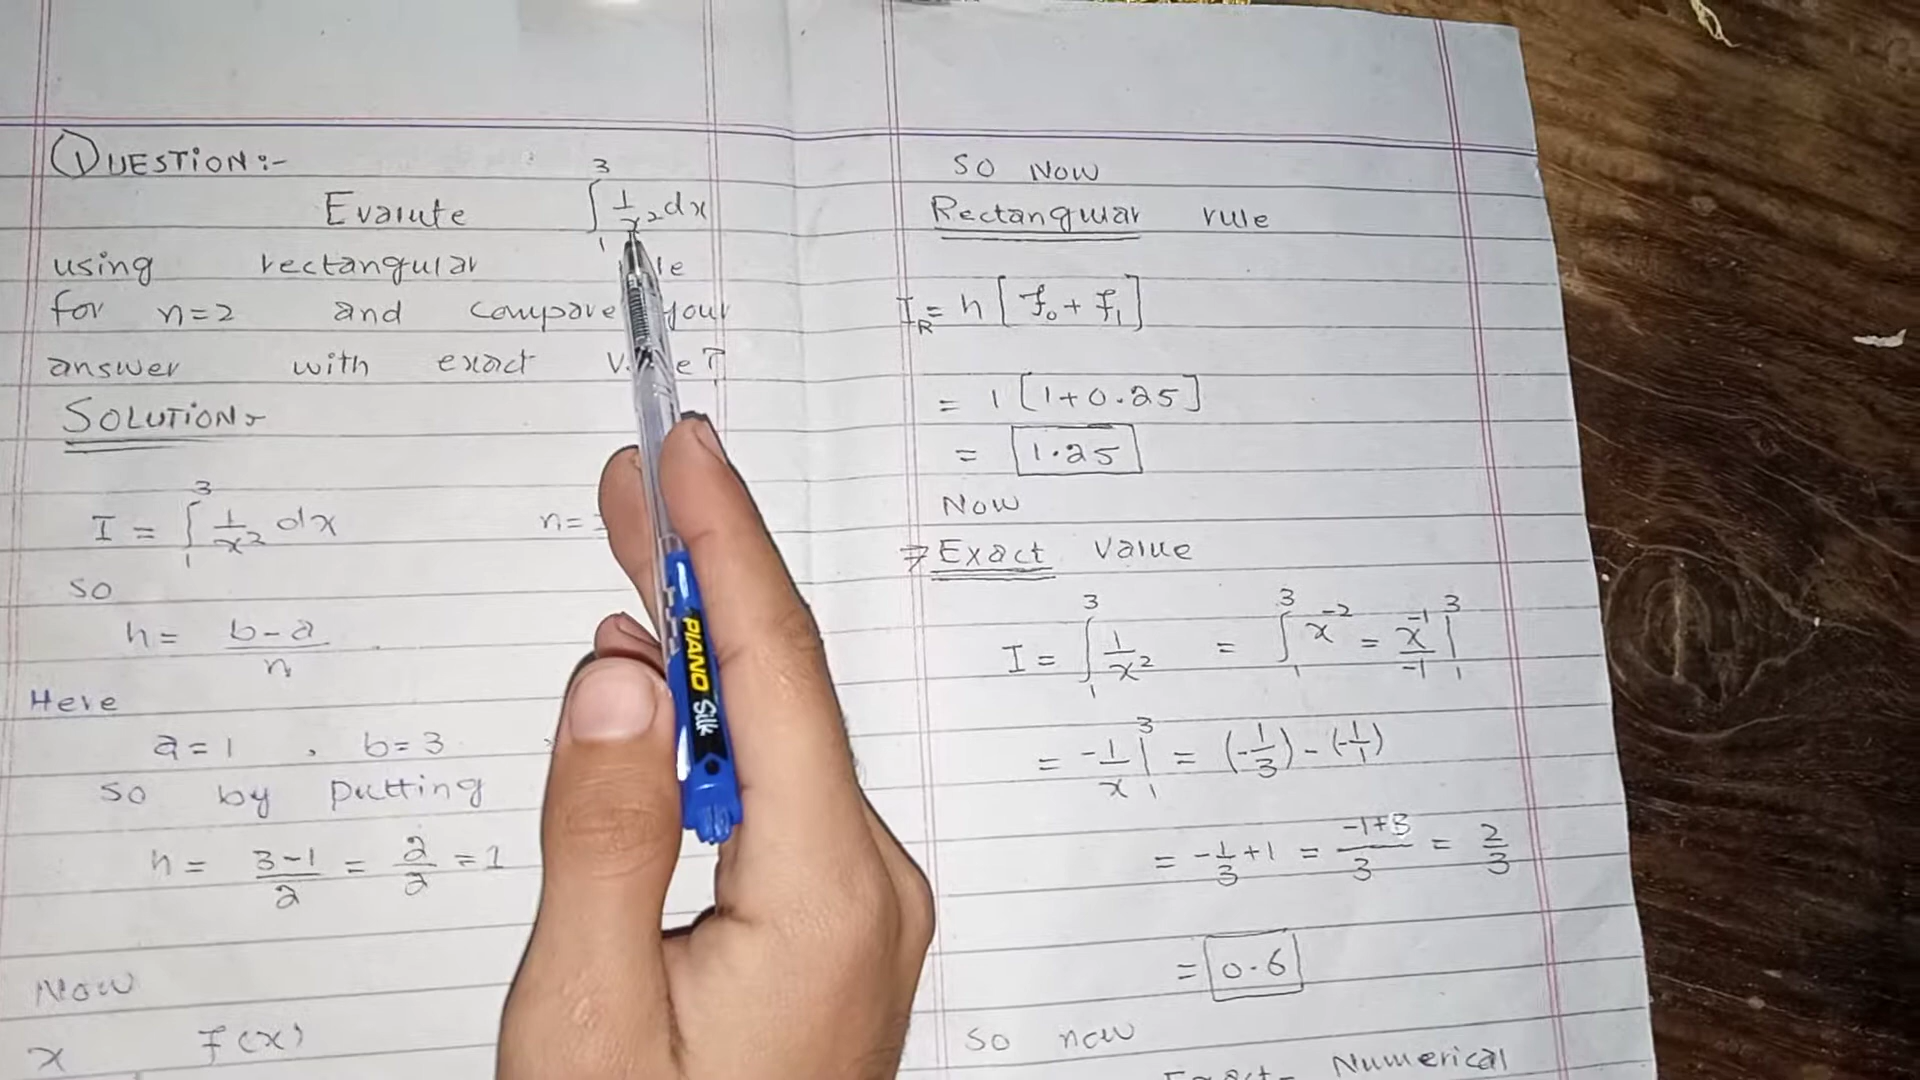 QUESTION:-
Evalute ∫₁³ 1/x² dx
using rectangular
for n=2 and compare your
answer with exact
SOLUTION:-
I = ∫₁³ 1/x² dx n=
so
h = b-a/n
Here
a=1 , b=3
so by putting
h = 3-1/2 = 2/2 = 1
Now
x f(x)
SO NOW
Rectangular rule
I_R = h[f₀ + f₁]
= 1[1+0.25]
= 1.25
Now
⇒ Exact value
I = ∫₁³ 1/x² = ∫₁³ x⁻² = x⁻¹/-1 |₁³
= -1/x |₁³ = (-1/3) - (-1/1)
= -1/3 + 1 = -1+3/3 = 2/3
= 0.6
so now
Numerical
PIANO Silk